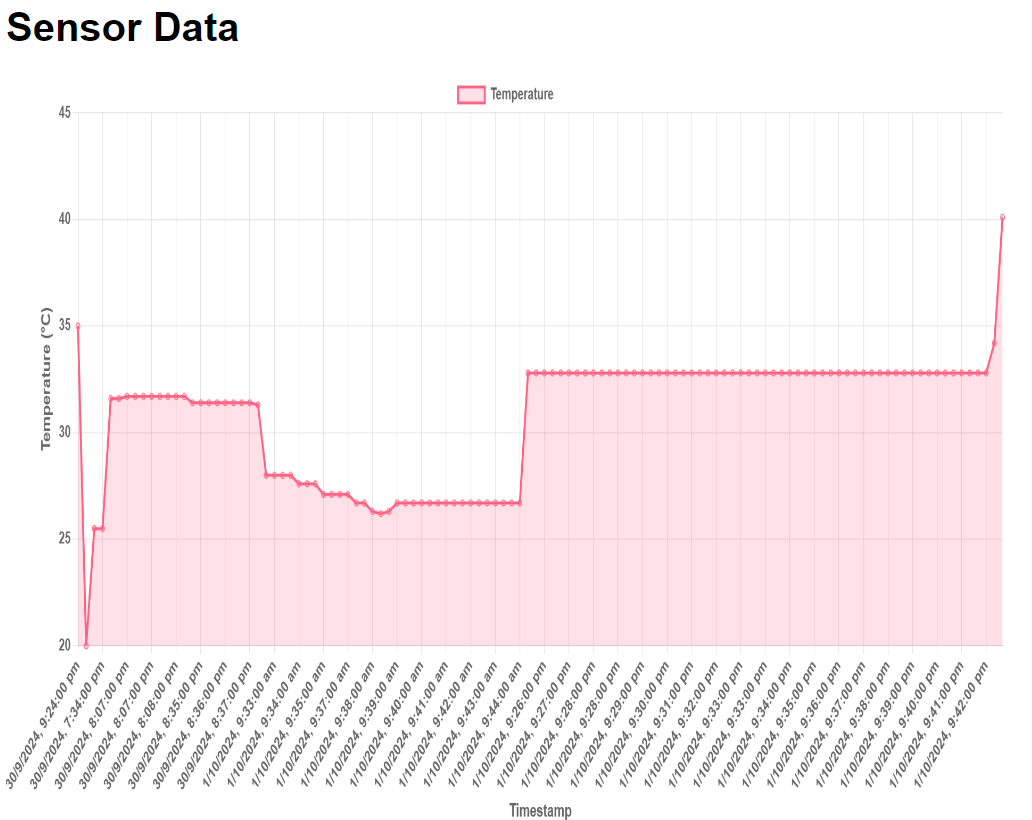 Sensor Data
Temperature
45
40
35
30
25
20
Temperature (°C)
30/9/2024, 9:24:00 pm
30/9/2024, 7:34:00 pm
30/9/2024, 8:07:00 pm
30/9/2024, 8:07:00 pm
30/9/2024, 8:08:00 pm
30/9/2024, 8:35:00 pm
30/9/2024, 8:36:00 pm
30/9/2024, 8:37:00 pm
1/10/2024, 9:33:00 am
1/10/2024, 9:34:00 am
1/10/2024, 9:35:00 am
1/10/2024, 9:37:00 am
1/10/2024, 9:38:00 am
1/10/2024, 9:39:00 am
1/10/2024, 9:40:00 am
1/10/2024, 9:41:00 am
1/10/2024, 9:42:00 am
1/10/2024, 9:43:00 am
1/10/2024, 9:44:00 am
1/10/2024, 9:26:00 pm
1/10/2024, 9:27:00 pm
1/10/2024, 9:28:00 pm
1/10/2024, 9:28:00 pm
1/10/2024, 9:29:00 pm
1/10/2024, 9:30:00 pm
1/10/2024, 9:31:00 pm
1/10/2024, 9:32:00 pm
1/10/2024, 9:33:00 pm
1/10/2024, 9:33:00 pm
1/10/2024, 9:34:00 pm
1/10/2024, 9:35:00 pm
1/10/2024, 9:36:00 pm
1/10/2024, 9:37:00 pm
1/10/2024, 9:38:00 pm
1/10/2024, 9:39:00 pm
1/10/2024, 9:40:00 pm
1/10/2024, 9:41:00 pm
1/10/2024, 9:42:00 pm
Timestamp